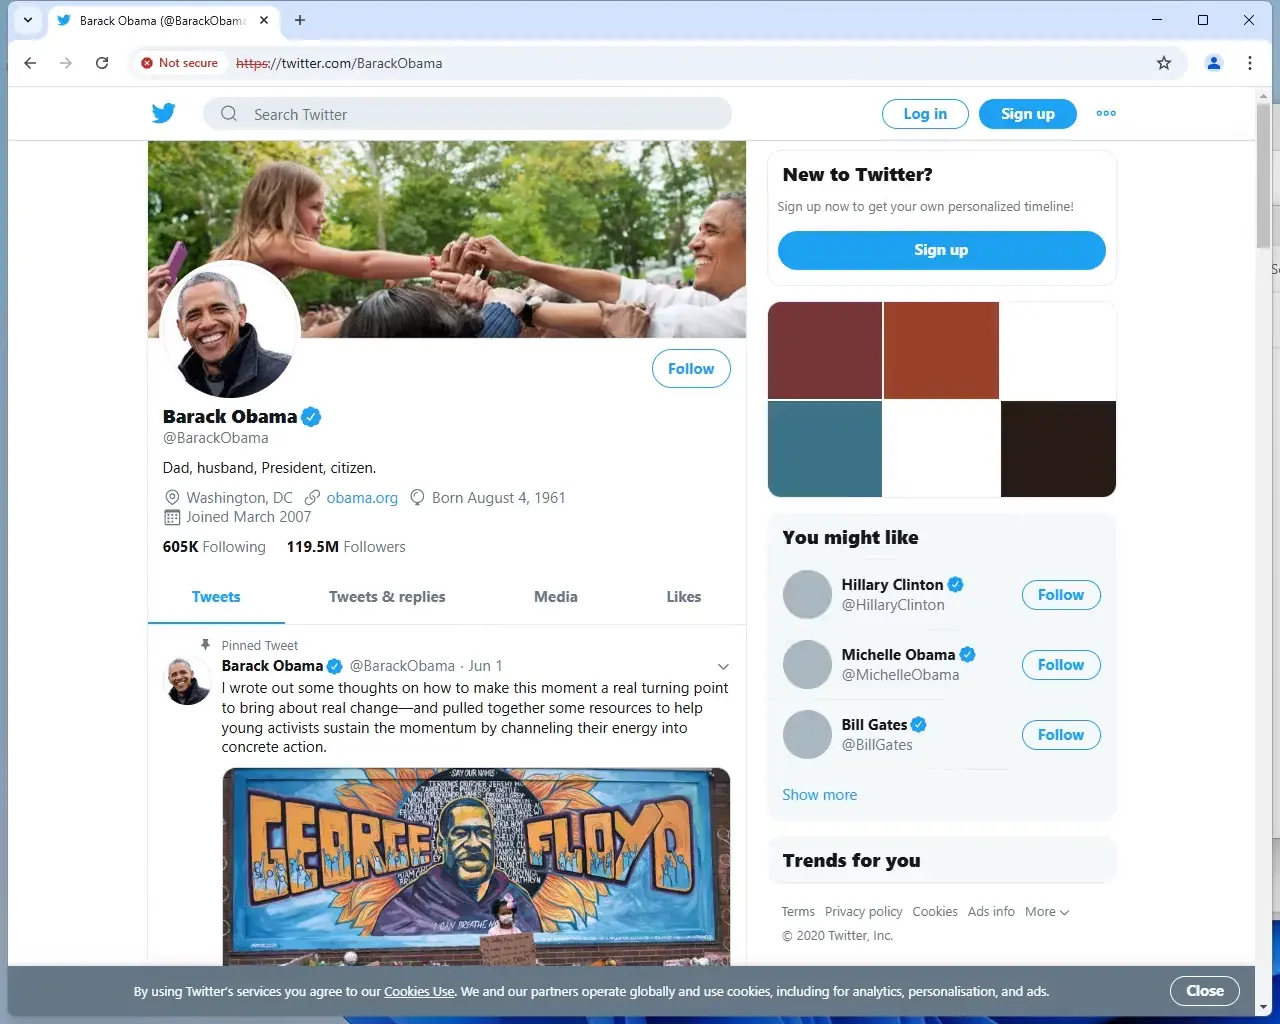 Barack Obama (@BarackObama
Not secure https://twitter.com/BarackObama
Search Twitter
Log in
Sign up
New to Twitter?
Sign up now to get your own personalized timeline!
Sign up
Follow
Barack Obama
@BarackObama
Dad, husband, President, citizen.
Washington, DC obama.org Born August 4, 1961
Joined March 2007
605K Following 119.5M Followers
Tweets Tweets & replies Media Likes
Pinned Tweet
Barack Obama @BarackObama · Jun 1
I wrote out some thoughts on how to make this moment a real turning point
to bring about real change—and pulled together some resources to help
young activists sustain the momentum by channeling their energy into
concrete action.
SAY OUR NAMES
GEORGE FLOYD
I CAN BREATHE NO
You might like
Hillary Clinton
@HillaryClinton
Follow
Michelle Obama
@MichelleObama
Follow
Bill Gates
@BillGates
Follow
Show more
Trends for you
Terms Privacy policy Cookies Ads info More
© 2020 Twitter, Inc.
By using Twitter's services you agree to our Cookies Use. We and our partners operate globally and use cookies, including for analytics, personalisation, and ads.
Close